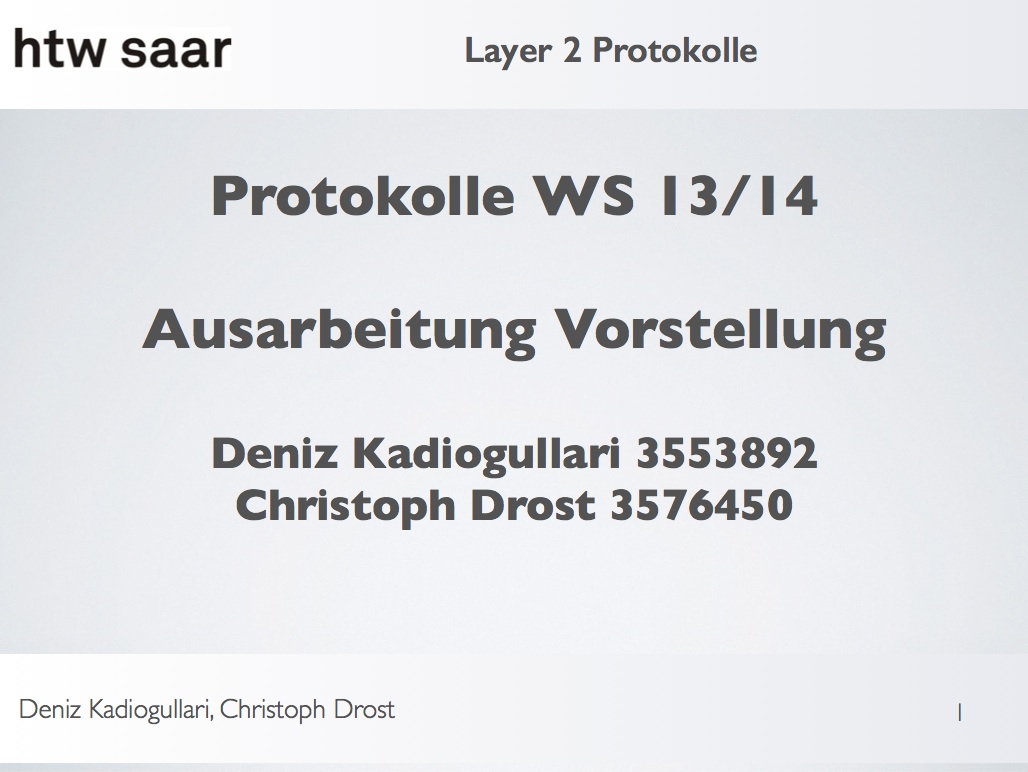 htw saar
Layer 2 Protokolle
Protokolle WS 13/14
Ausarbeitung Vorstellung
Deniz Kadiogullari 3553892
Christoph Drost 3576450
Deniz Kadiogullari, Christoph Drost
1